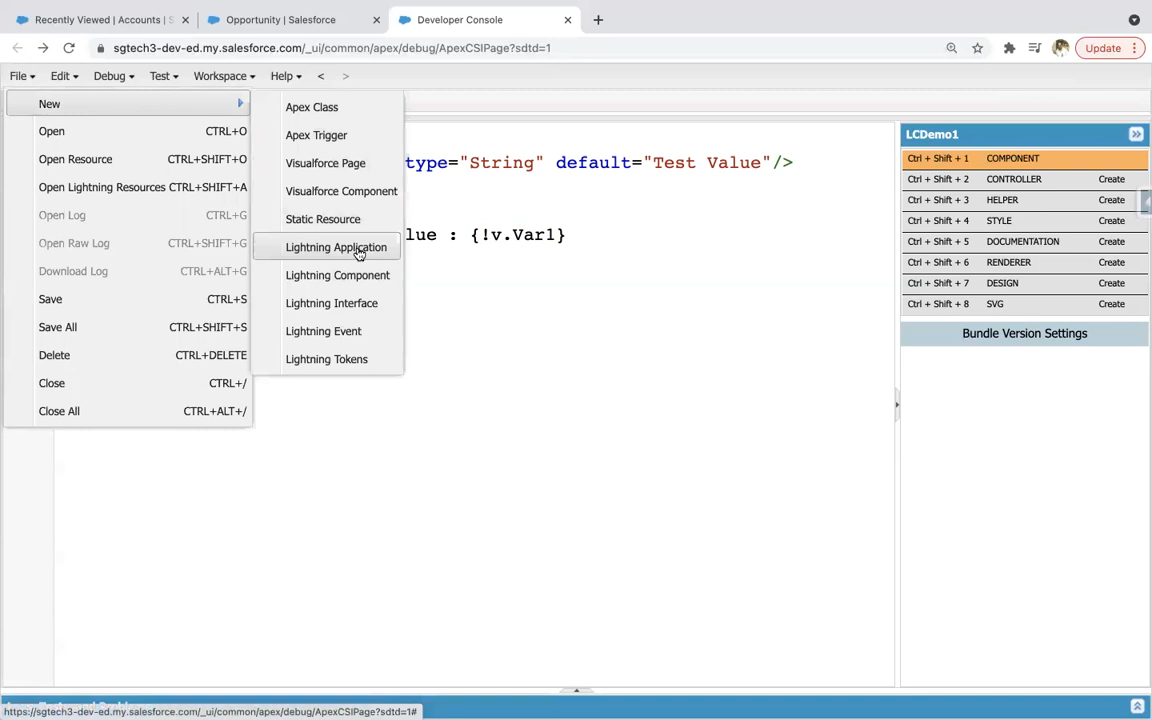 Recently Viewed | Accounts | S
Opportunity | Salesforce
Developer Console
sgtech3-dev-ed.my.salesforce.com/_ui/common/apex/debug/ApexCSIPage?sdtd=1
Update
File Edit Debug Test Workspace Help < >
New
Open CTRL+O
Open Resource CTRL+SHIFT+O
Open Lightning Resources CTRL+SHIFT+A
Open Log CTRL+G
Open Raw Log CTRL+SHIFT+G
Download Log CTRL+ALT+G
Save CTRL+S
Save All CTRL+SHIFT+S
Delete CTRL+DELETE
Close CTRL+/
Close All CTRL+ALT+/
Apex Class
Apex Trigger
Visualforce Page
Visualforce Component
Static Resource
Lightning Application
Lightning Component
Lightning Interface
Lightning Event
Lightning Tokens
type="String" default="Test Value"/>
lue : {!v.Var1}
LCDemo1
Ctrl + Shift + 1 COMPONENT
Ctrl + Shift + 2 CONTROLLER Create
Ctrl + Shift + 3 HELPER Create
Ctrl + Shift + 4 STYLE Create
Ctrl + Shift + 5 DOCUMENTATION Create
Ctrl + Shift + 6 RENDERER Create
Ctrl + Shift + 7 DESIGN Create
Ctrl + Shift + 8 SVG Create
Bundle Version Settings
https://sgtech3-dev-ed.my.salesforce.com/_ui/common/apex/debug/ApexCSIPage?sdtd=1#